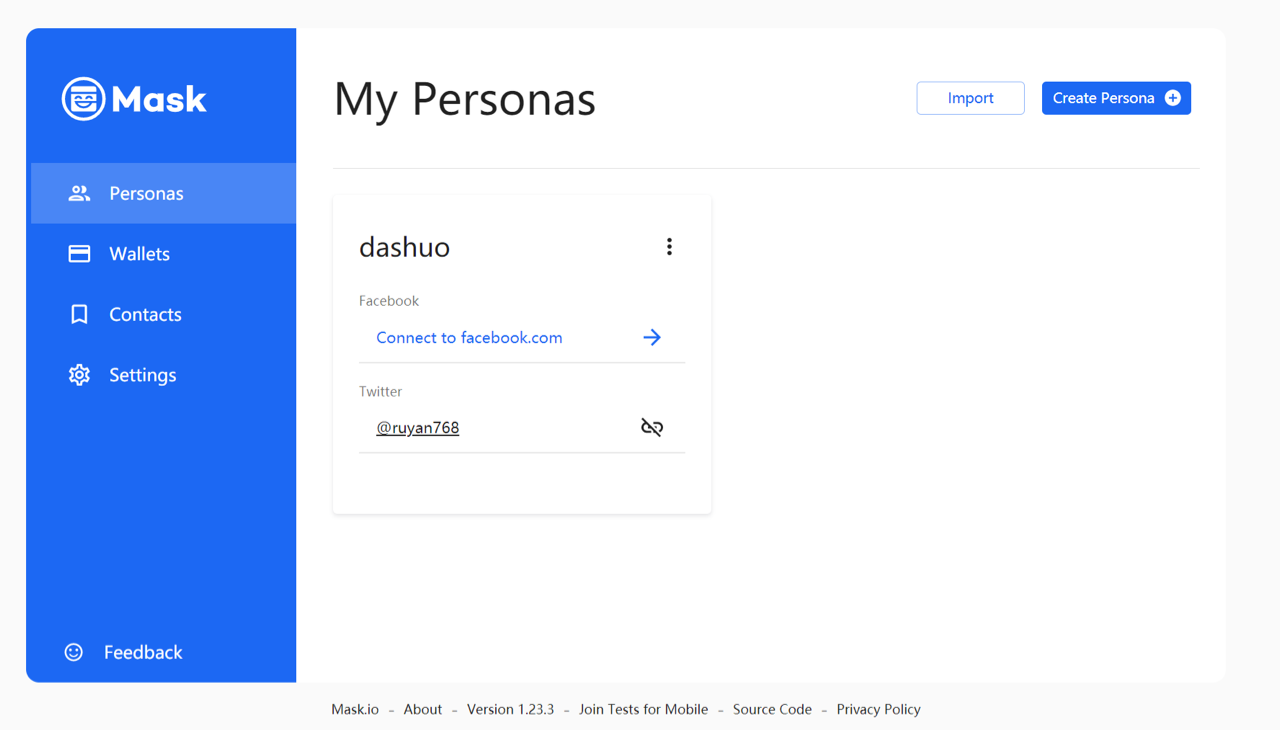 Mask
Personas
Wallets
Contacts
Settings
Feedback
My Personas
Import
Create Persona
dashuo
Facebook
Connect to facebook.com
Twitter
@ruyan768
Mask.io - About - Version 1.23.3 - Join Tests for Mobile - Source Code - Privacy Policy